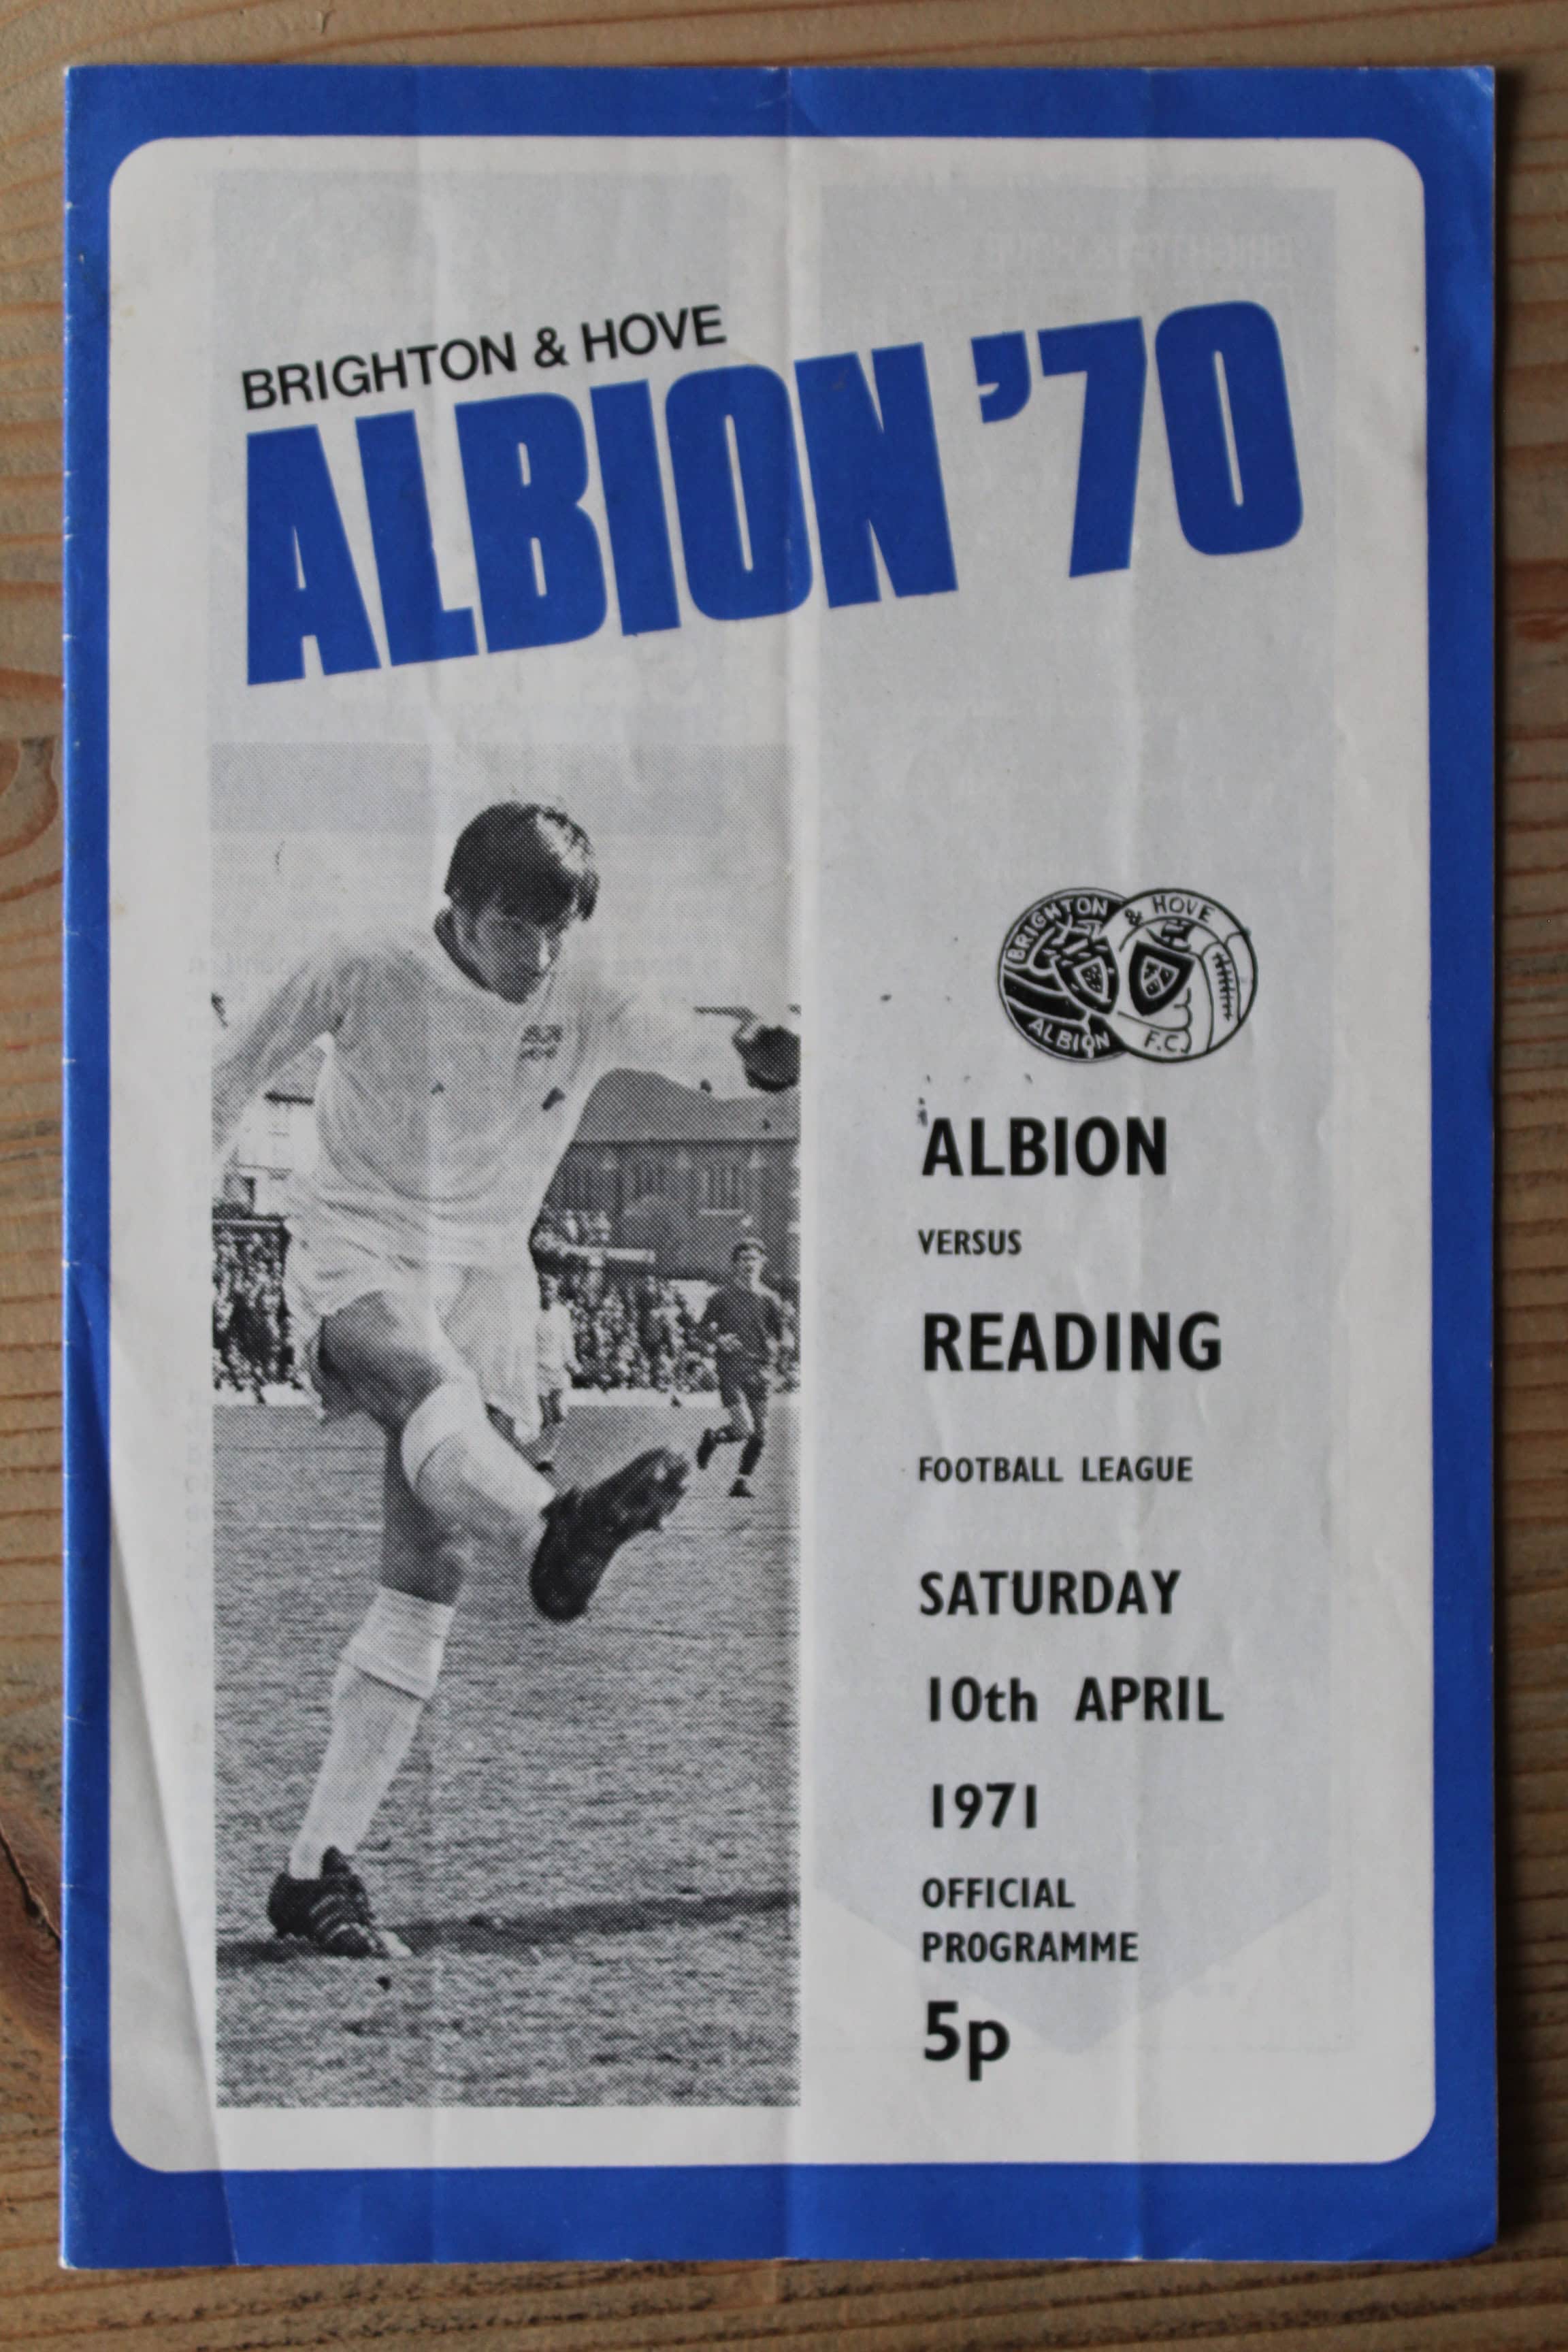 BRIGHTON & HOVE
ALBION '70
BRIGHTON & HOVE
ALBION F.C.
ALBION
VERSUS
READING
FOOTBALL LEAGUE
SATURDAY
10th APRIL
1971
OFFICIAL
PROGRAMME
5p